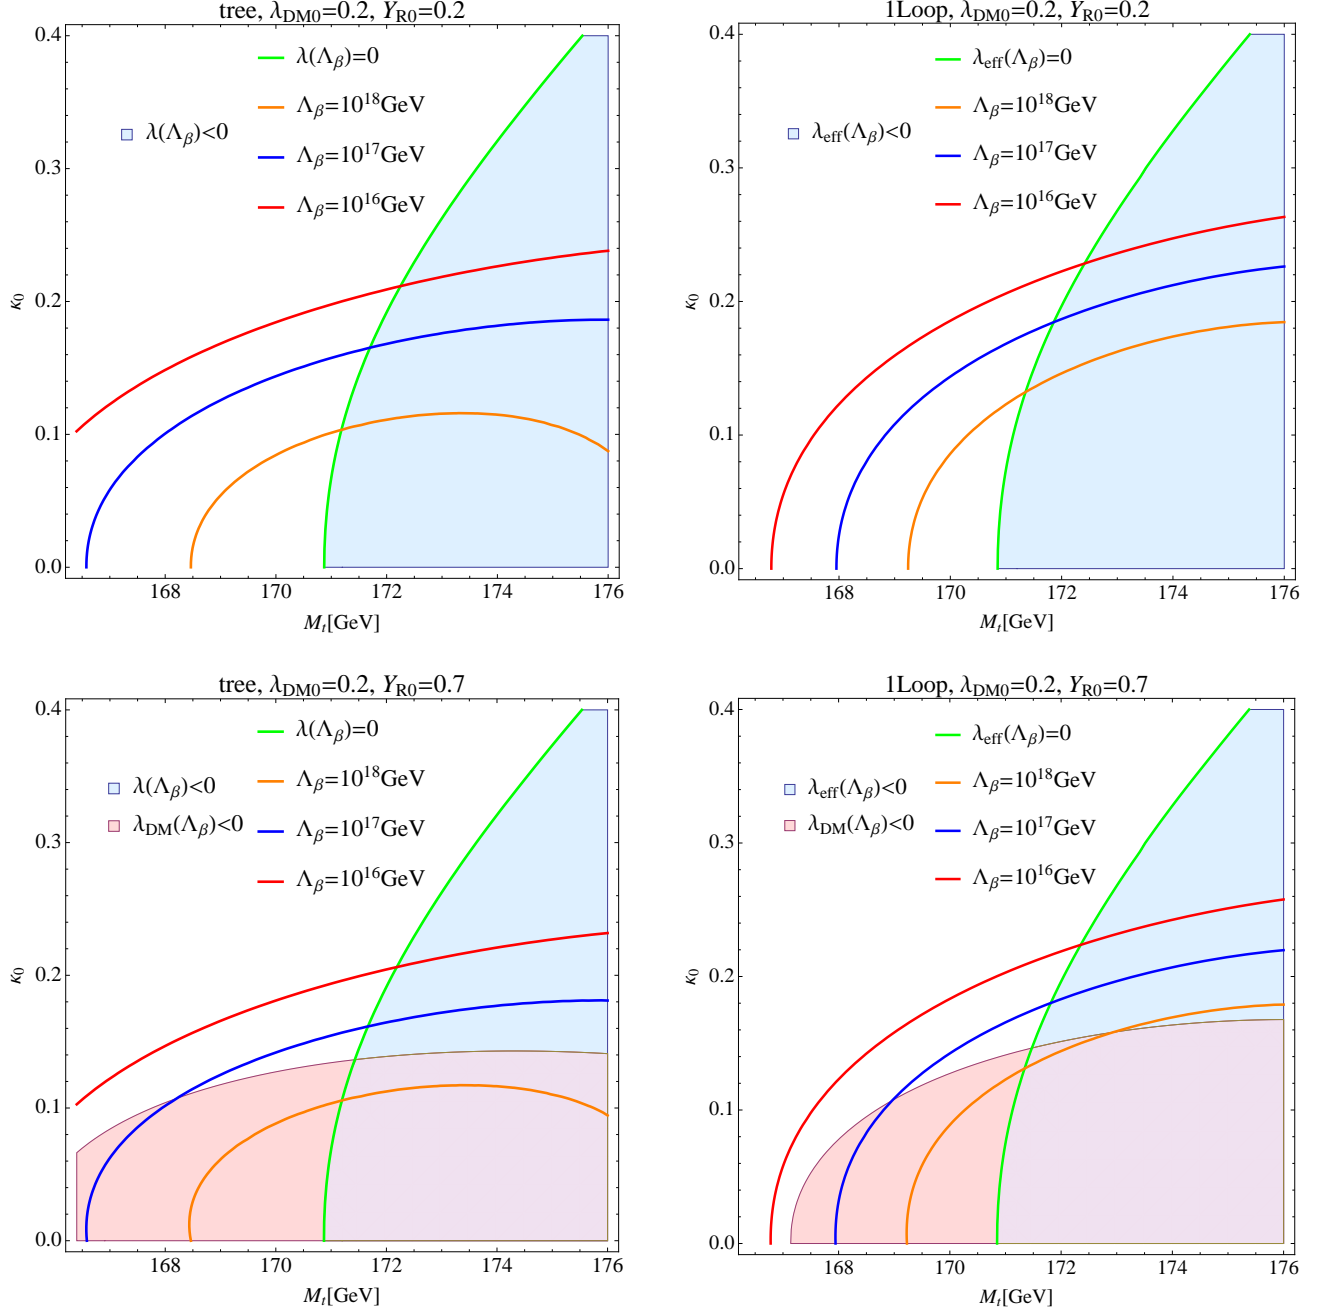 tree, λDM0=0.2, YR0=0.2
λ(Λβ)=0
Λβ=10^18GeV
λ(Λβ)<0
Λβ=10^17GeV
Λβ=10^16GeV
0.4
0.3
0.2
0.1
0.0
κ0
168
170
172
174
176
Mt[GeV]
1Loop, λDM0=0.2, YR0=0.2
λeff(Λβ)=0
Λβ=10^18GeV
λeff(Λβ)<0
Λβ=10^17GeV
Λβ=10^16GeV
0.4
0.3
0.2
0.1
0.0
κ0
168
170
172
174
176
Mt[GeV]
tree, λDM0=0.2, YR0=0.7
λ(Λβ)=0
Λβ=10^18GeV
λ(Λβ)<0
λDM(Λβ)<0
Λβ=10^17GeV
Λβ=10^16GeV
0.4
0.3
0.2
0.1
0.0
κ0
168
170
172
174
176
Mt[GeV]
1Loop, λDM0=0.2, YR0=0.7
λeff(Λβ)=0
Λβ=10^18GeV
λeff(Λβ)<0
λDM(Λβ)<0
Λβ=10^17GeV
Λβ=10^16GeV
0.4
0.3
0.2
0.1
0.0
κ0
168
170
172
174
176
Mt[GeV]